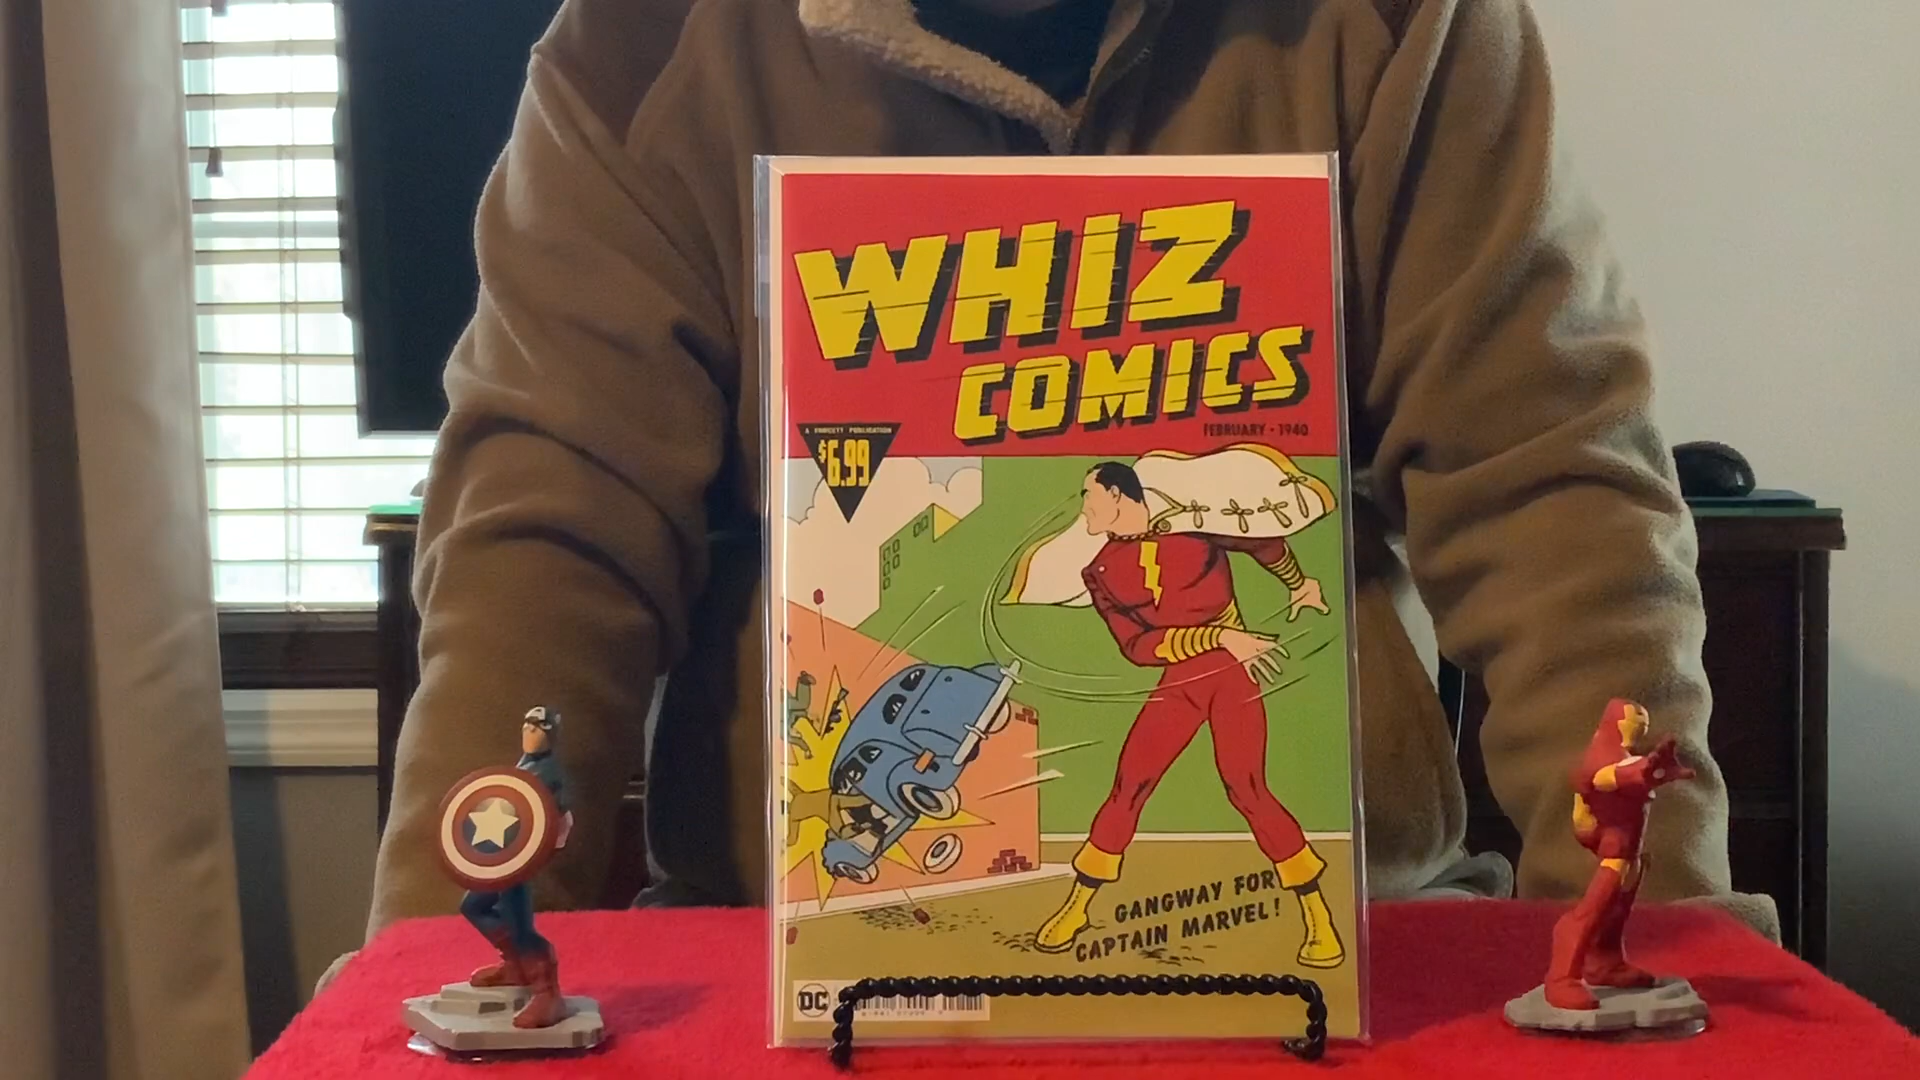 WHIZ
COMICS
FEBRUARY · 1940
A FAWCETT PUBLICATION
$6.99
GANGWAY FOR
CAPTAIN MARVEL!
DC